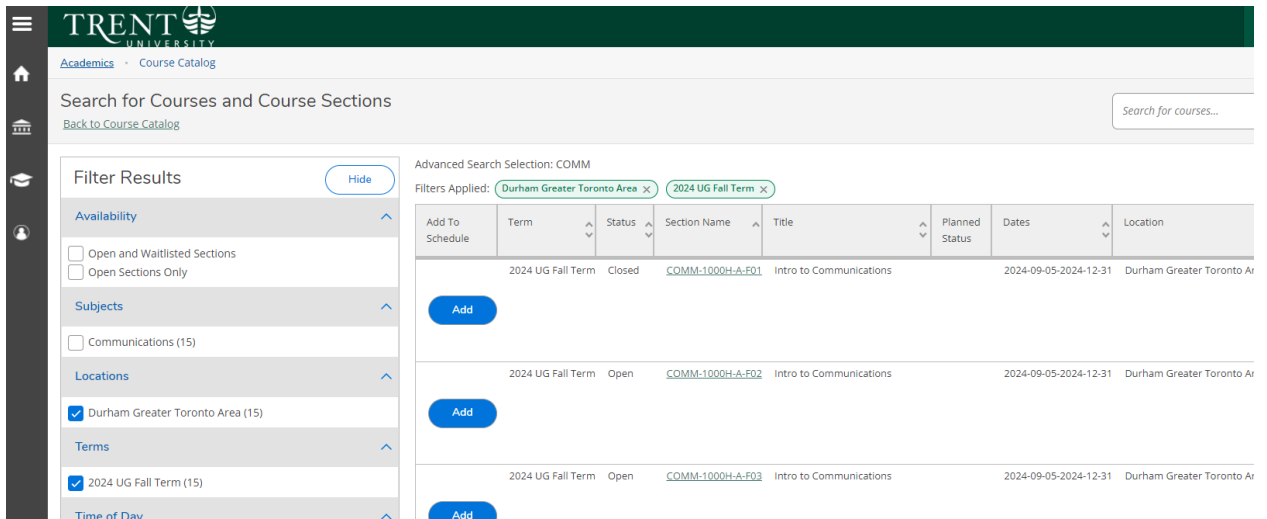 TRENT
UNIVERSITY
Academics · Course Catalog
Search for Courses and Course Sections
Back to Course Catalog
Search for courses...
Filter Results
Hide
Availability
Open and Waitlisted Sections
Open Sections Only
Subjects
Communications (15)
Locations
Durham Greater Toronto Area (15)
Terms
2024 UG Fall Term (15)
Time of Day
Advanced Search Selection: COMM
Filters Applied: Durham Greater Toronto Area × 2024 UG Fall Term ×
Add To Schedule Term Status Section Name Title Planned Status Dates Location
2024 UG Fall Term Closed COMM-1000H-A-F01 Intro to Communications 2024-09-05-2024-12-31 Durham Greater Toronto Ar
Add
2024 UG Fall Term Open COMM-1000H-A-F02 Intro to Communications 2024-09-05-2024-12-31 Durham Greater Toronto Ar
Add
2024 UG Fall Term Open COMM-1000H-A-F03 Intro to Communications 2024-09-05-2024-12-31 Durham Greater Toronto Ar
Add